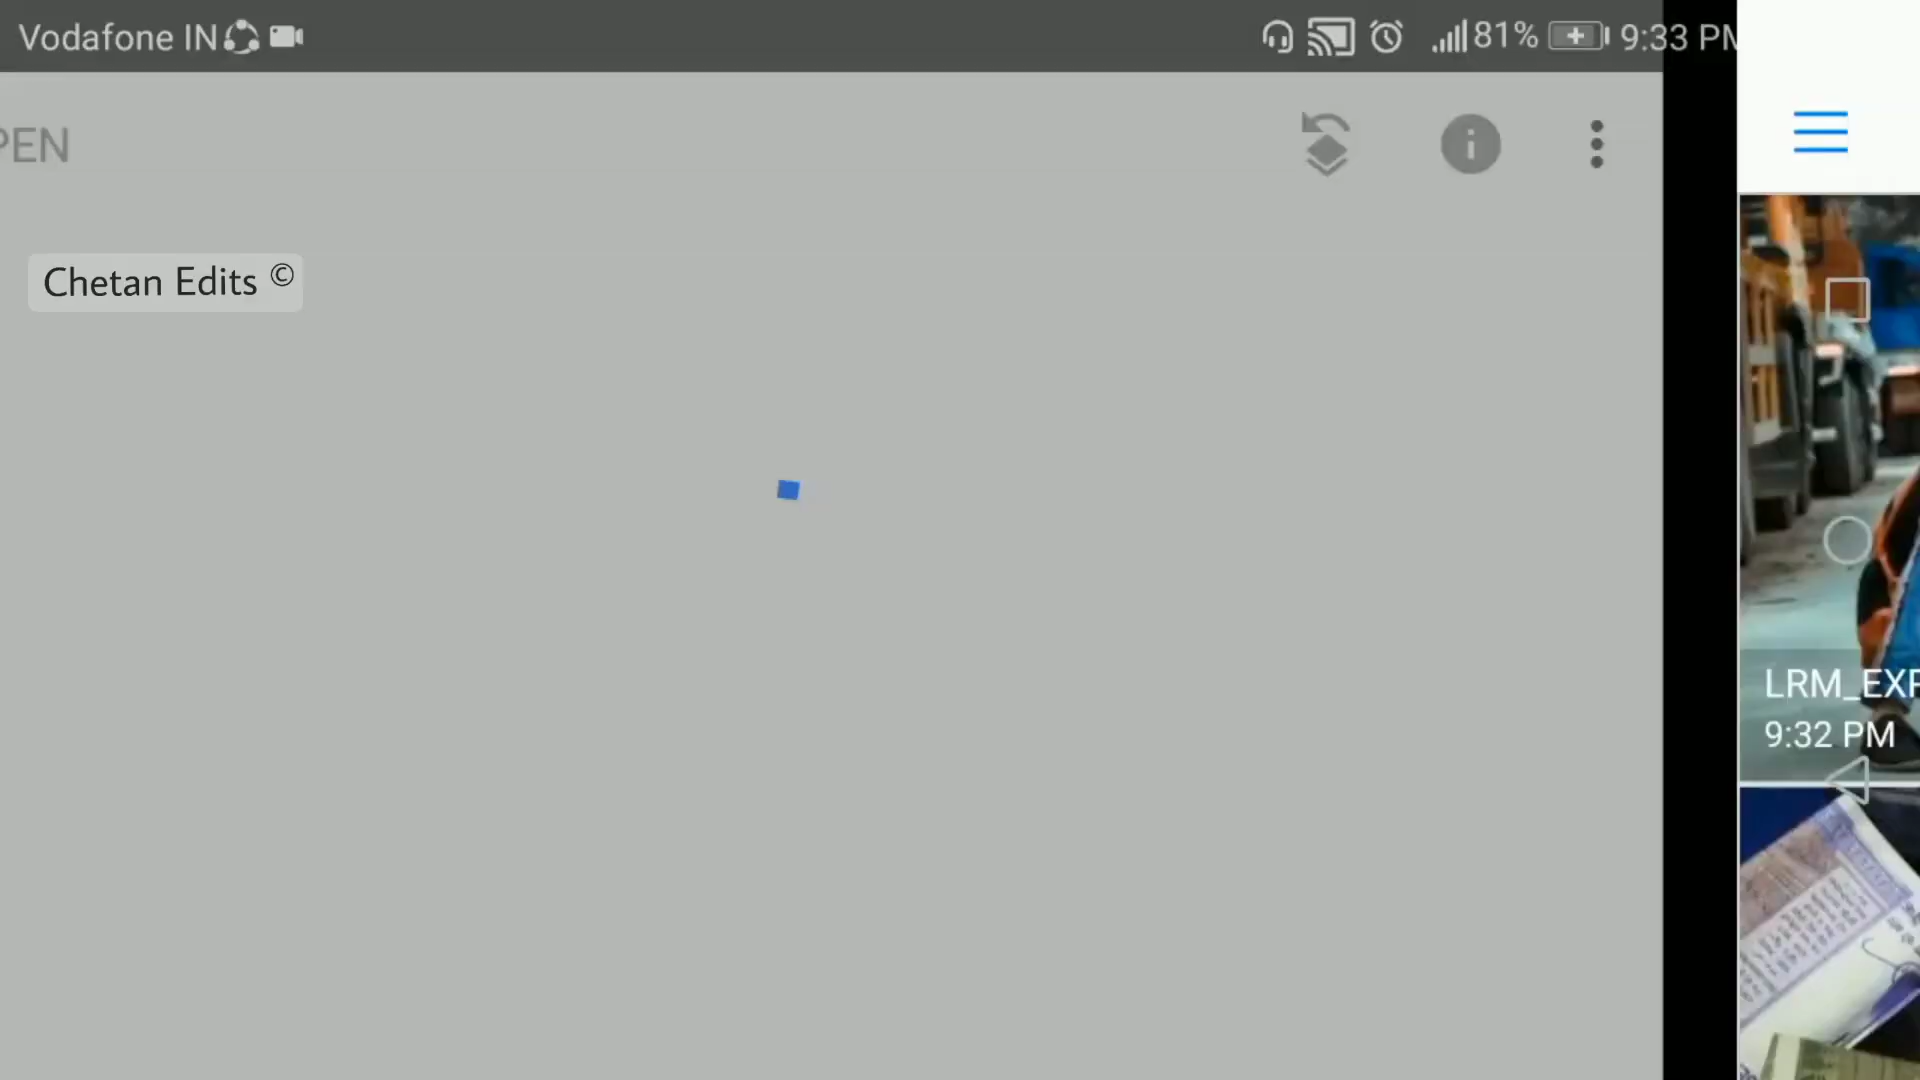 Vodafone IN
81%
9:33 PM
PEN
Chetan Edits ©
LRM_EXP
9:32 PM